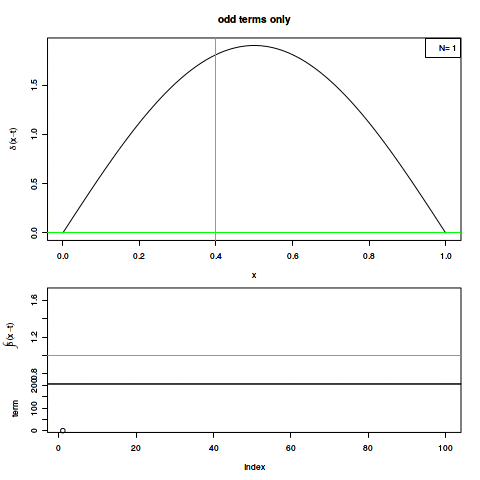 odd terms only
N= 1
δ(x−t)
1.5
1.0
0.5
0.0
0.0 0.2 0.4 0.6 0.8 1.0
x
∫δ(x−t)
1.6
1.2
0.8
term
200
100
0
0 20 40 60 80 100
Index